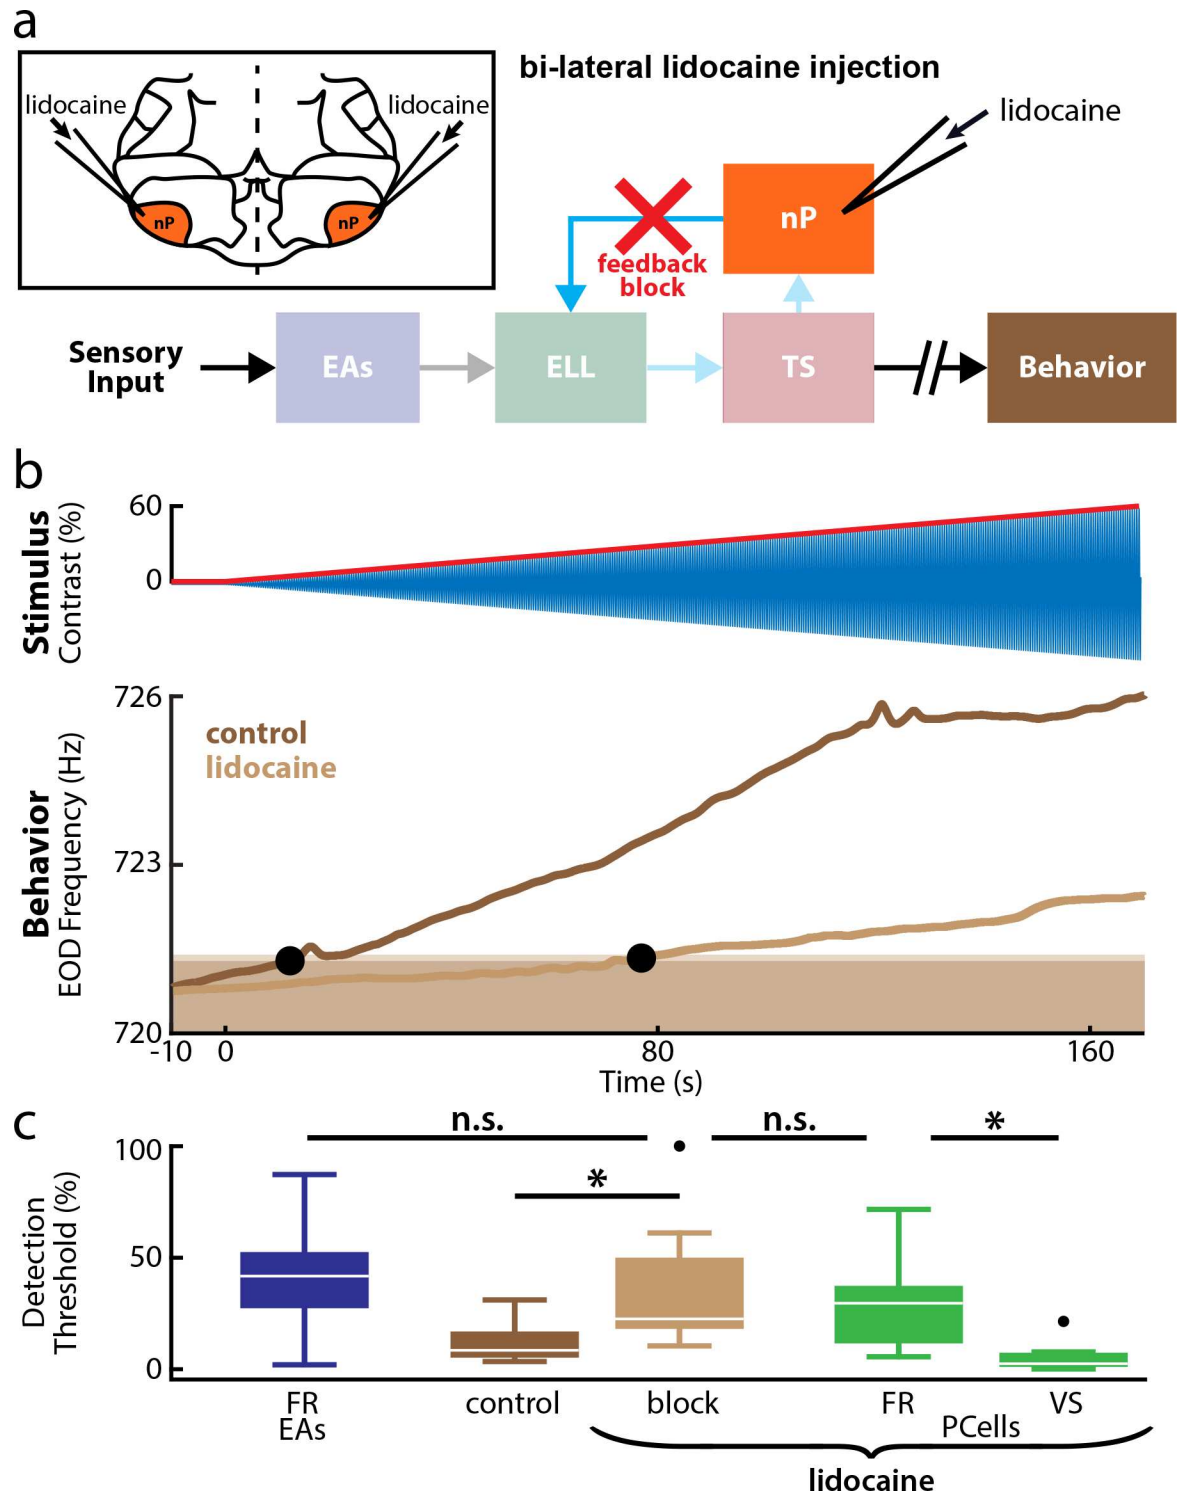 a
bi-lateral lidocaine injection
lidocaine
lidocaine
lidocaine
nP
nP
nP
feedback
block
Sensory
Input
EAs
ELL
TS
Behavior
b
Stimulus
Contrast (%)
60
0
Behavior
EOD Frequency (Hz)
726
723
720
control
lidocaine
-10
0
80
160
Time (s)
c
n.s.
n.s.
*
*
Detection
Threshold (%)
100
50
0
FR
EAs
control
block
FR
VS
PCells
lidocaine